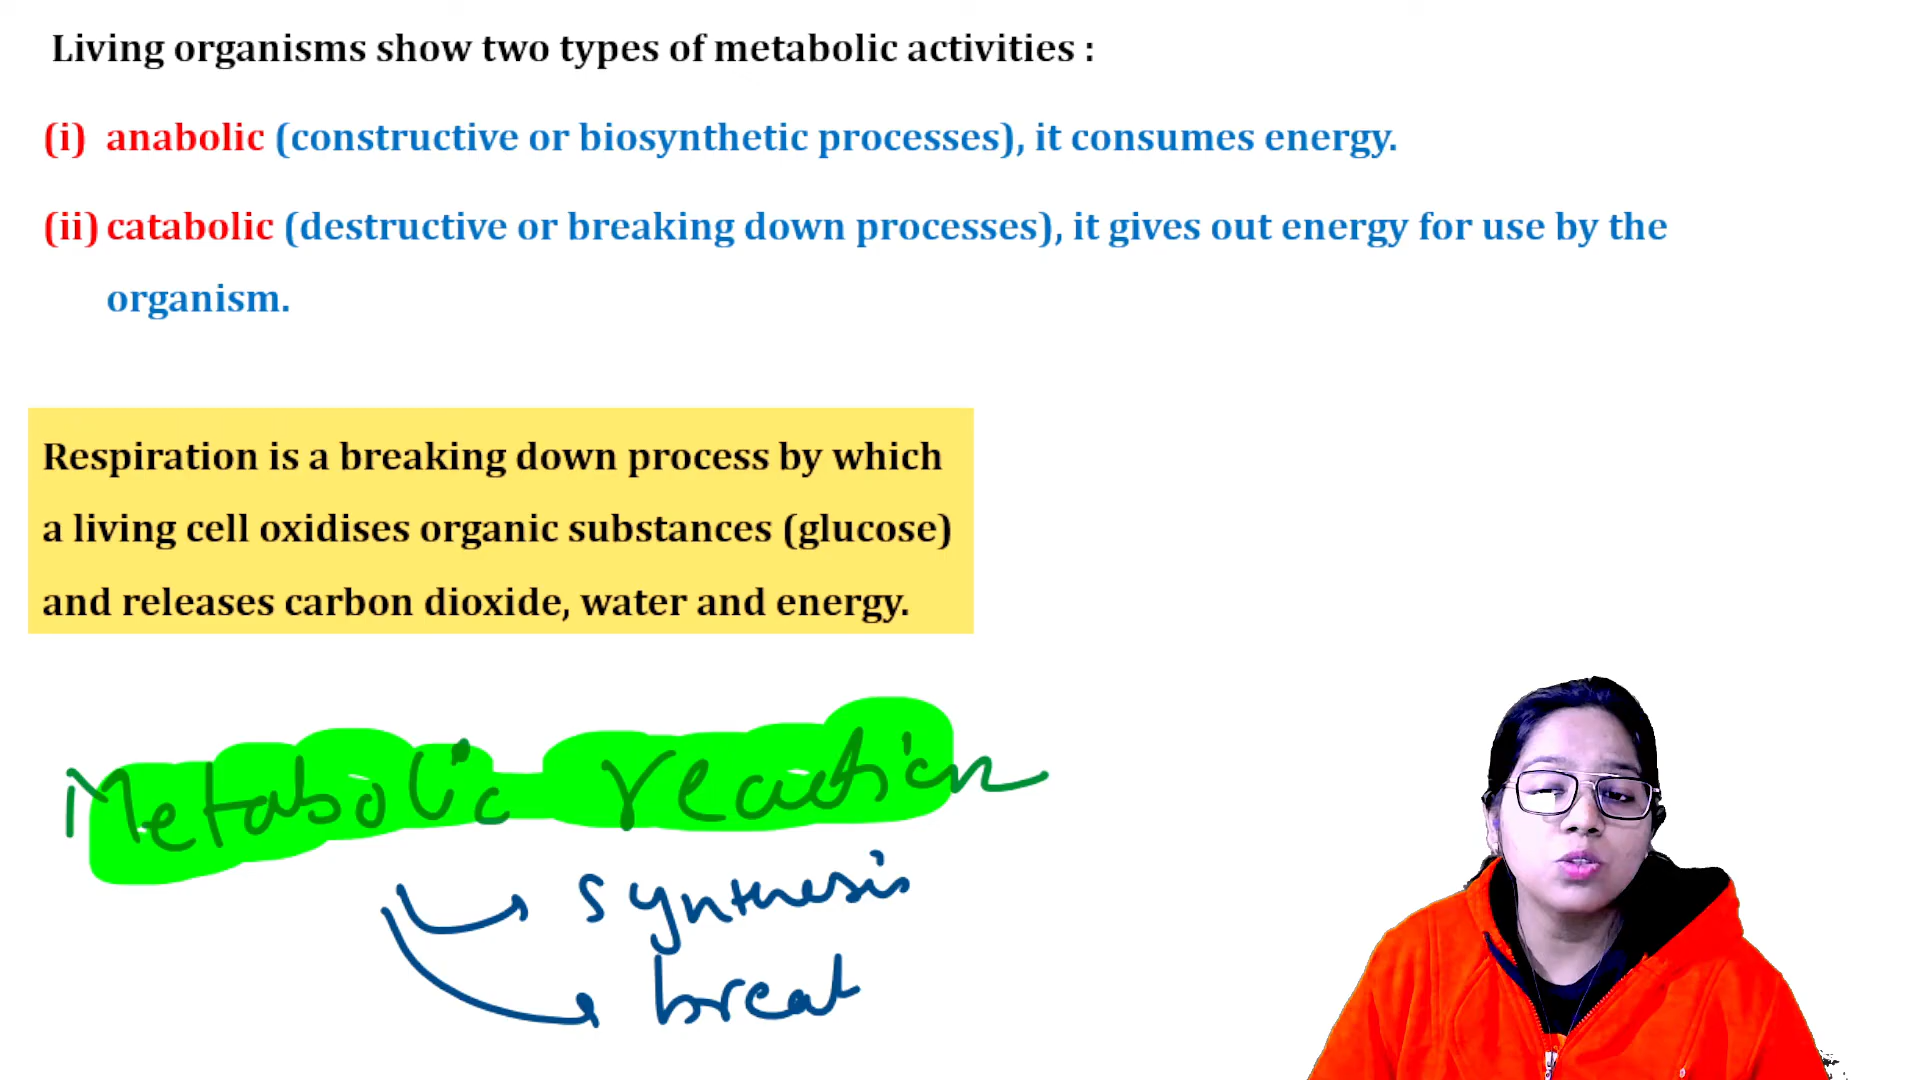 Living organisms show two types of metabolic activities :
(i) anabolic (constructive or biosynthetic processes), it consumes energy.
(ii) catabolic (destructive or breaking down processes), it gives out energy for use by the
organism.
Respiration is a breaking down process by which
a living cell oxidises organic substances (glucose)
and releases carbon dioxide, water and energy.
Metabolic reaction
synthesis